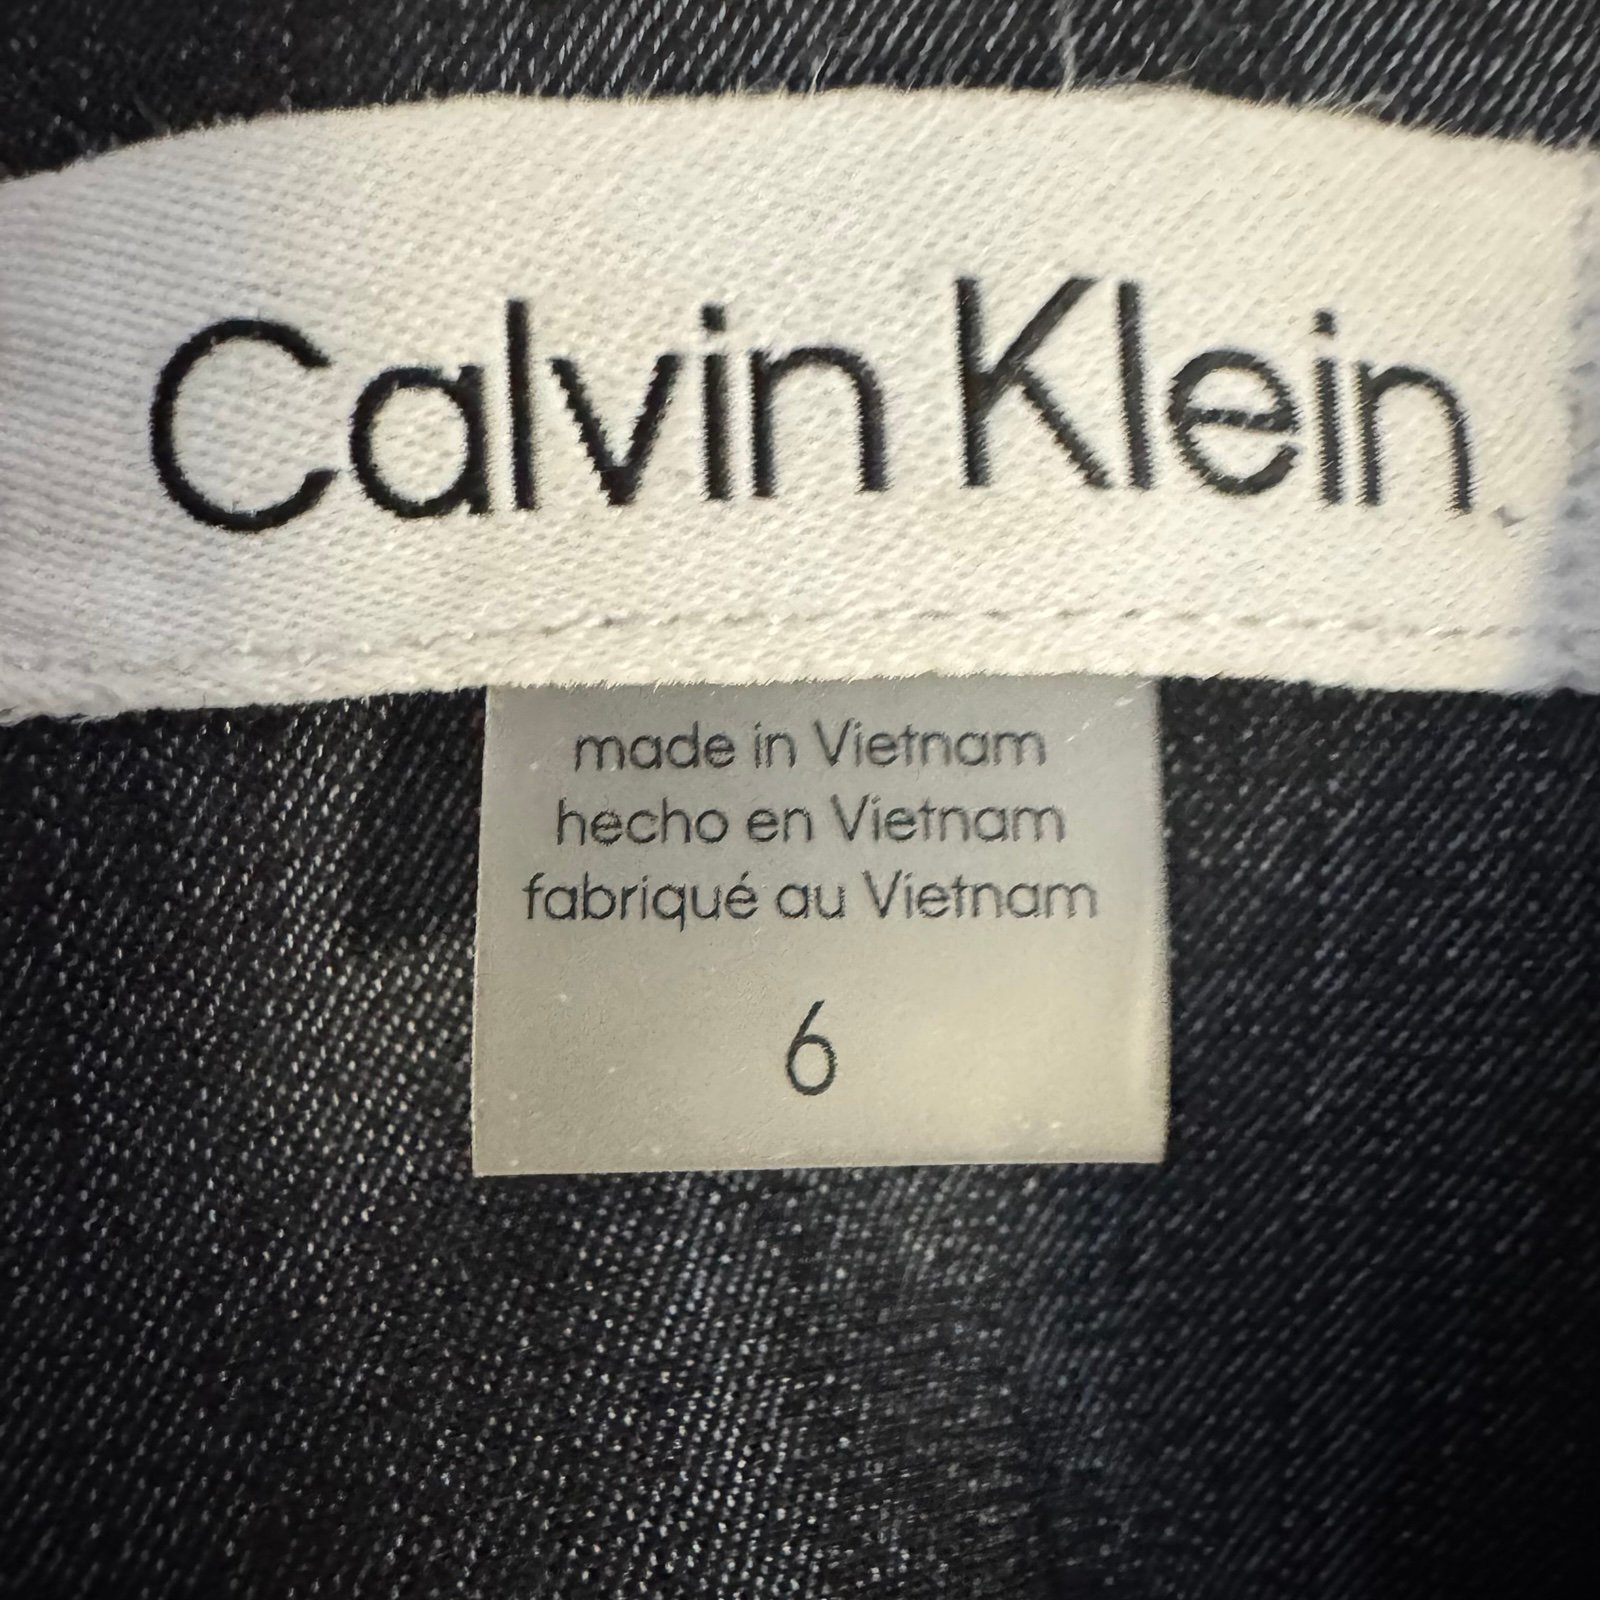 Calvin Klein
made in Vietnam
hecho en Vietnam
fabriqué au Vietnam
6